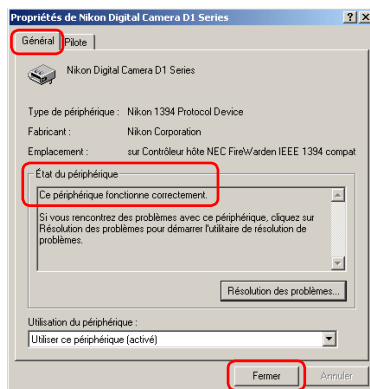 Propriétés de Nikon Digital Camera D1 Series
Général Pilote
Nikon Digital Camera D1 Series
Type de périphérique : Nikon 1394 Protocol Device
Fabricant : Nikon Corporation
Emplacement : sur Contrôleur hôte NEC FireWarden IEEE 1394 compat
État du périphérique
Ce périphérique fonctionne correctement.
Si vous rencontrez des problèmes avec ce périphérique, cliquez sur
Résolution des problèmes pour démarrer l'utilitaire de résolution de
problèmes.
Résolution des problèmes...
Utilisation du périphérique :
Utiliser ce périphérique (activé)
Fermer Annuler